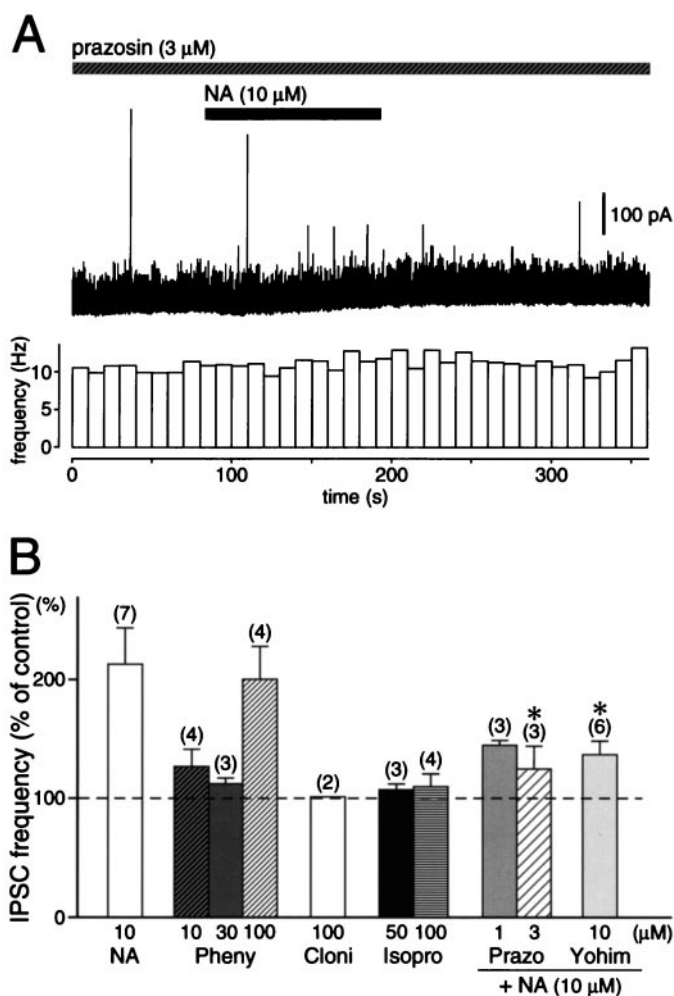 A
prazosin (3 μM)
NA (10 μM)
100 pA
frequency (Hz)
10
5
0
0 100 200 300
time (s)
B
IPSC frequency (% of control)
(%)
200
100
0
(7)
(4)
(3)
(4)
(2)
(3)
(4)
(3)
*
(3)
*
(6)
10 10 30 100 100 50 100 1 3 10 (μM)
NA Pheny Cloni Isopro Prazo Yohim
+ NA (10 μM)